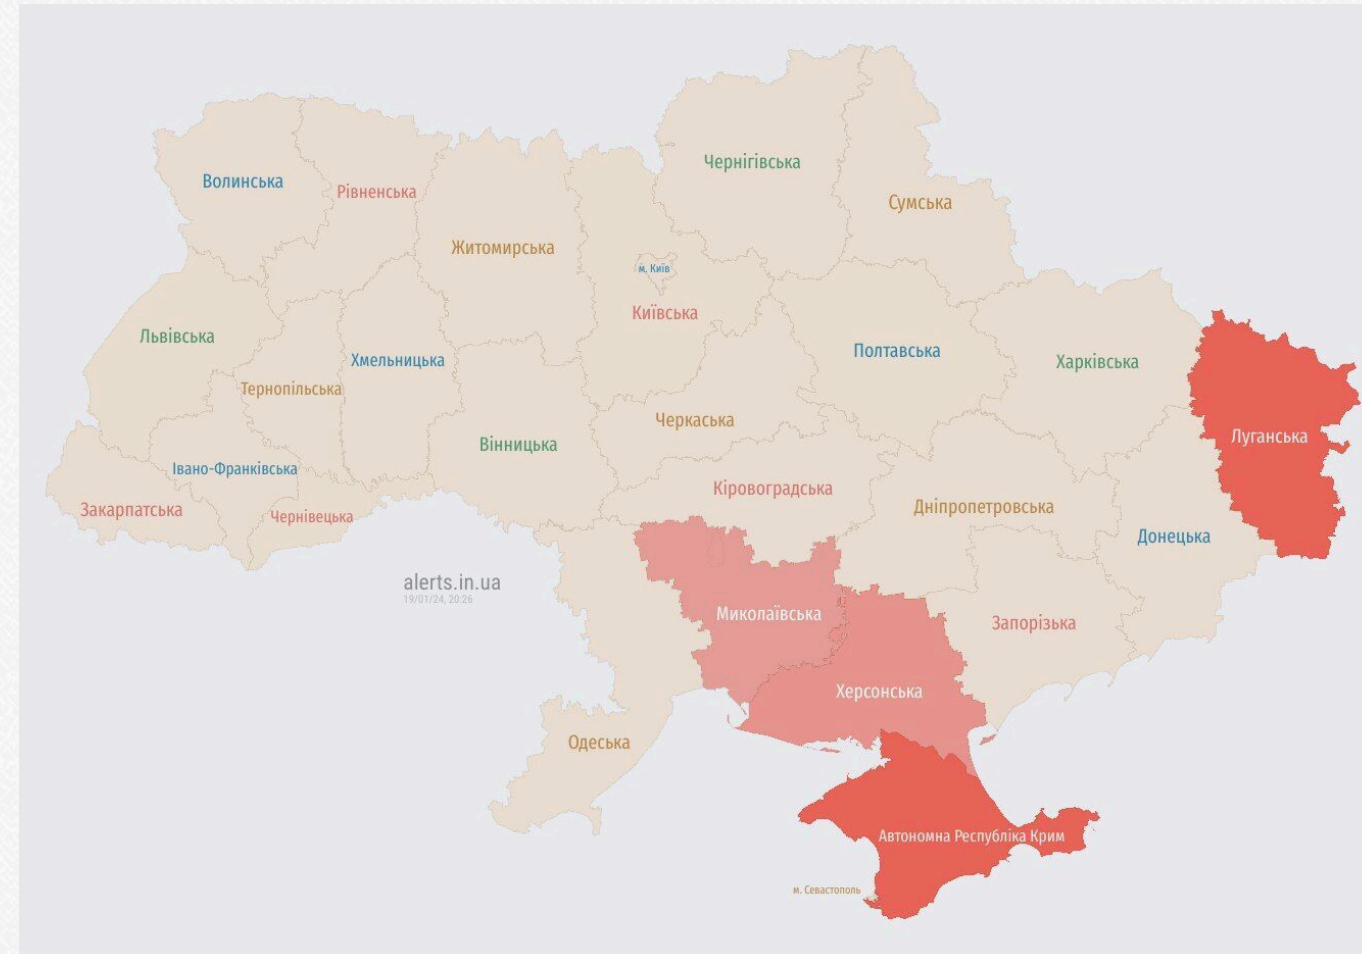 Чернігівська
Волинська
Рівненська
Сумська
Житомирська
м. Київ
Київська
Львівська
Полтавська
Хмельницька
Харківська
Тернопільська
Черкаська
Луганська
Вінницька
Івано-Франківська
Кіровоградська
Закарпатська
Чернівецька
Дніпропетровська
Донецька
alerts.in.ua
19/01/24, 20:26
Миколаївська
Запорізька
Херсонська
Одеська
Автономна Республіка Крим
м. Севастополь